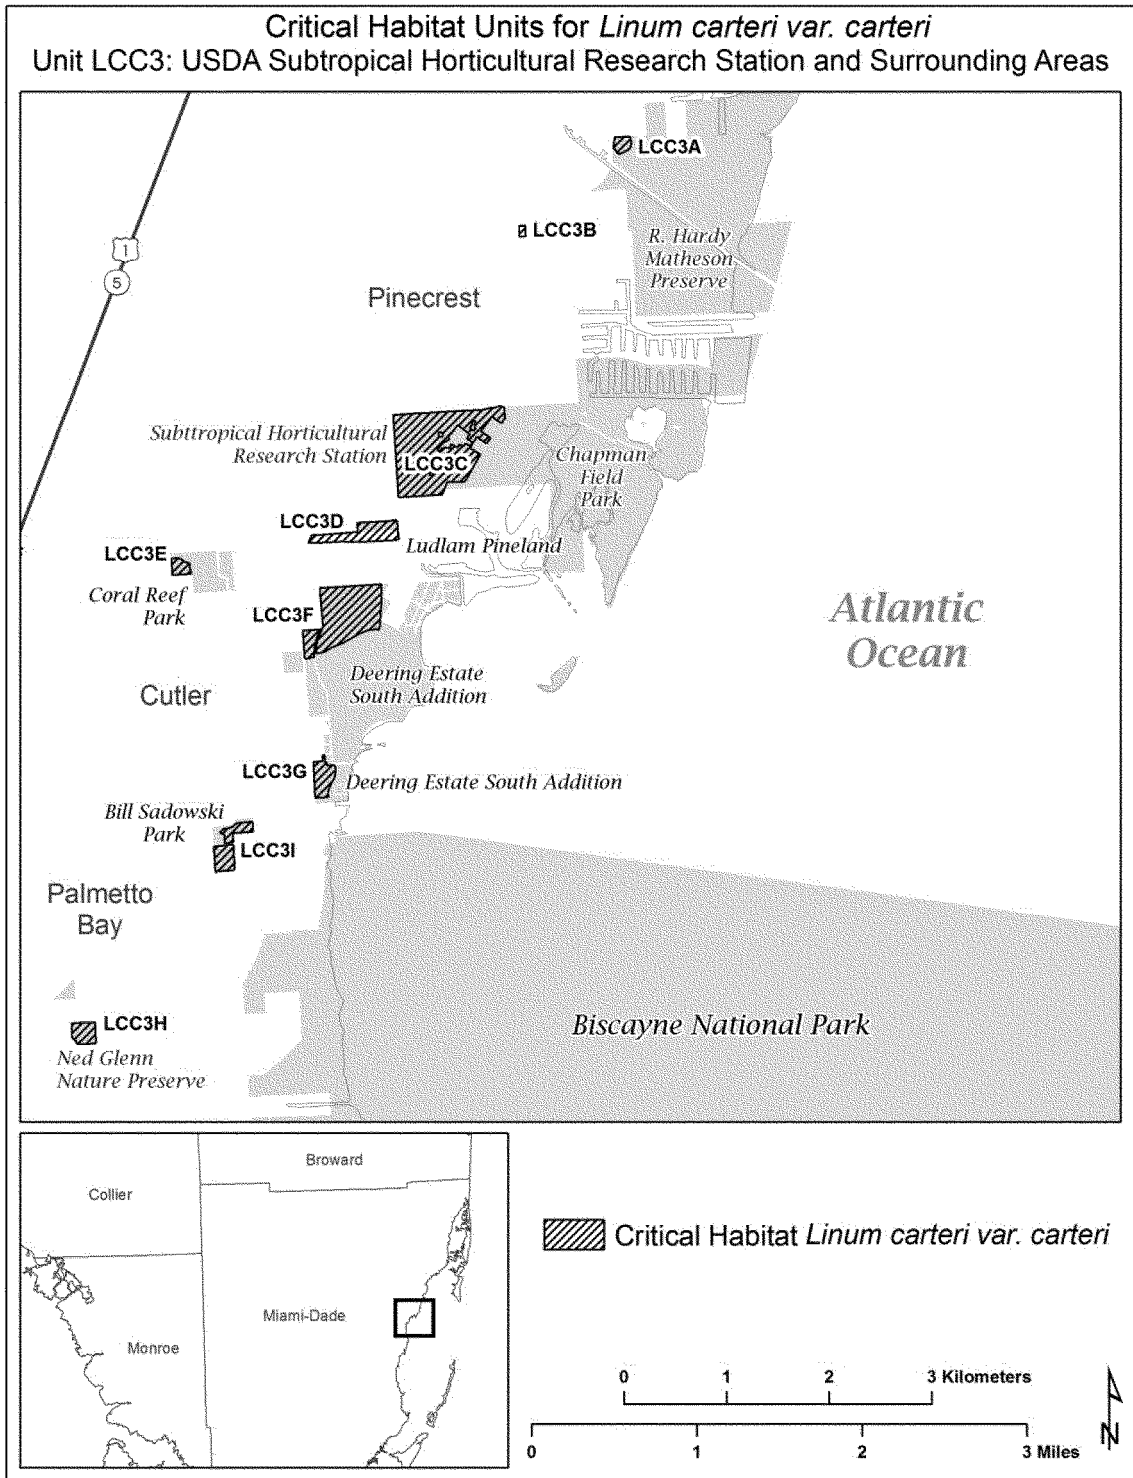 Critical Habitat Units for Linum carteri var. carteri
Unit LCC3: USDA Subtropical Horticultural Research Station and Surrounding Areas
LCC3A
LCC3B
R. Hardy
Matheson
Preserve
1
5
Pinecrest
Subttropical Horticultural
Research Station
LCC3C
Chapman
Field
Park
LCC3D
Ludlam Pineland
LCC3E
Coral Reef
Park
LCC3F
Atlantic
Ocean
Deering Estate
South Addition
Cutler
LCC3G
Deering Estate South Addition
Bill Sadowski
Park
LCC3I
Palmetto
Bay
LCC3H
Ned Glenn
Nature Preserve
Biscayne National Park
Broward
Collier
Miami-Dade
Monroe
Critical Habitat Linum carteri var. carteri
0 1 2 3 Kilometers
0 1 2 3 Miles
N